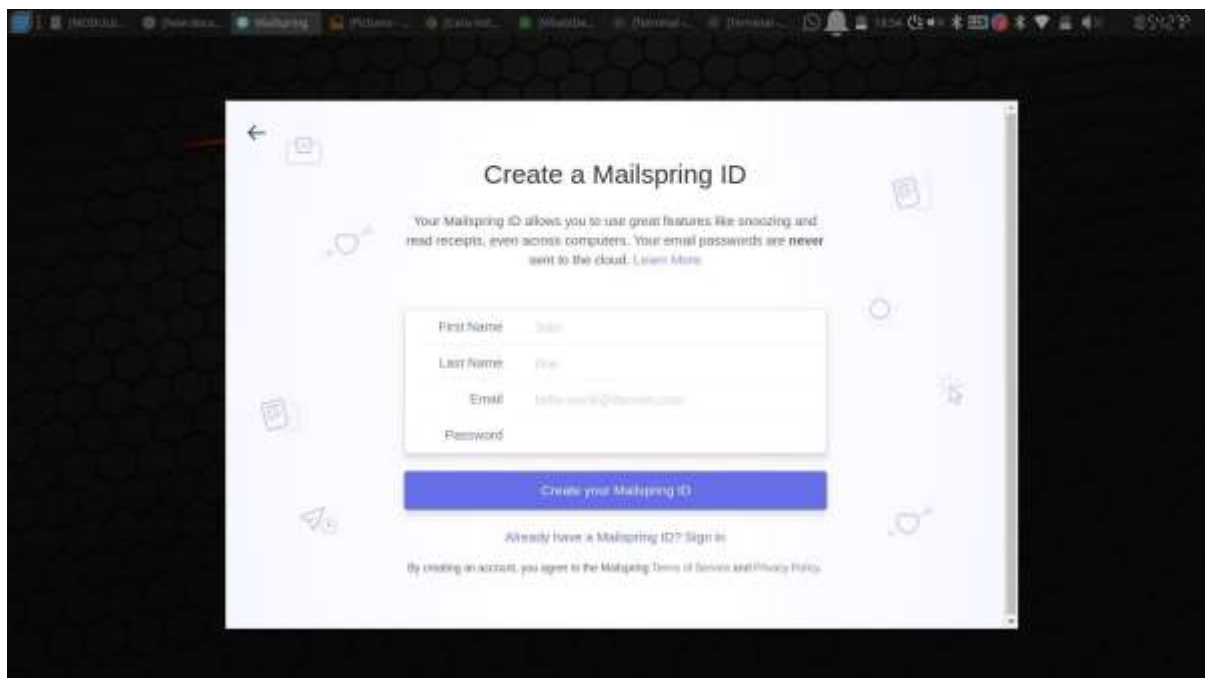 Mailspring
Create a Mailspring ID
Your Mailspring ID allows you to use great features like snoozing and
read receipts, even across computers. Your email passwords are never
sent to the cloud. Learn More
First Name
Last Name
Email
Password
Create your Mailspring ID
Already have a Mailspring ID? Sign in
By creating an account, you agree to the Mailspring Terms of Service and Privacy Policy.